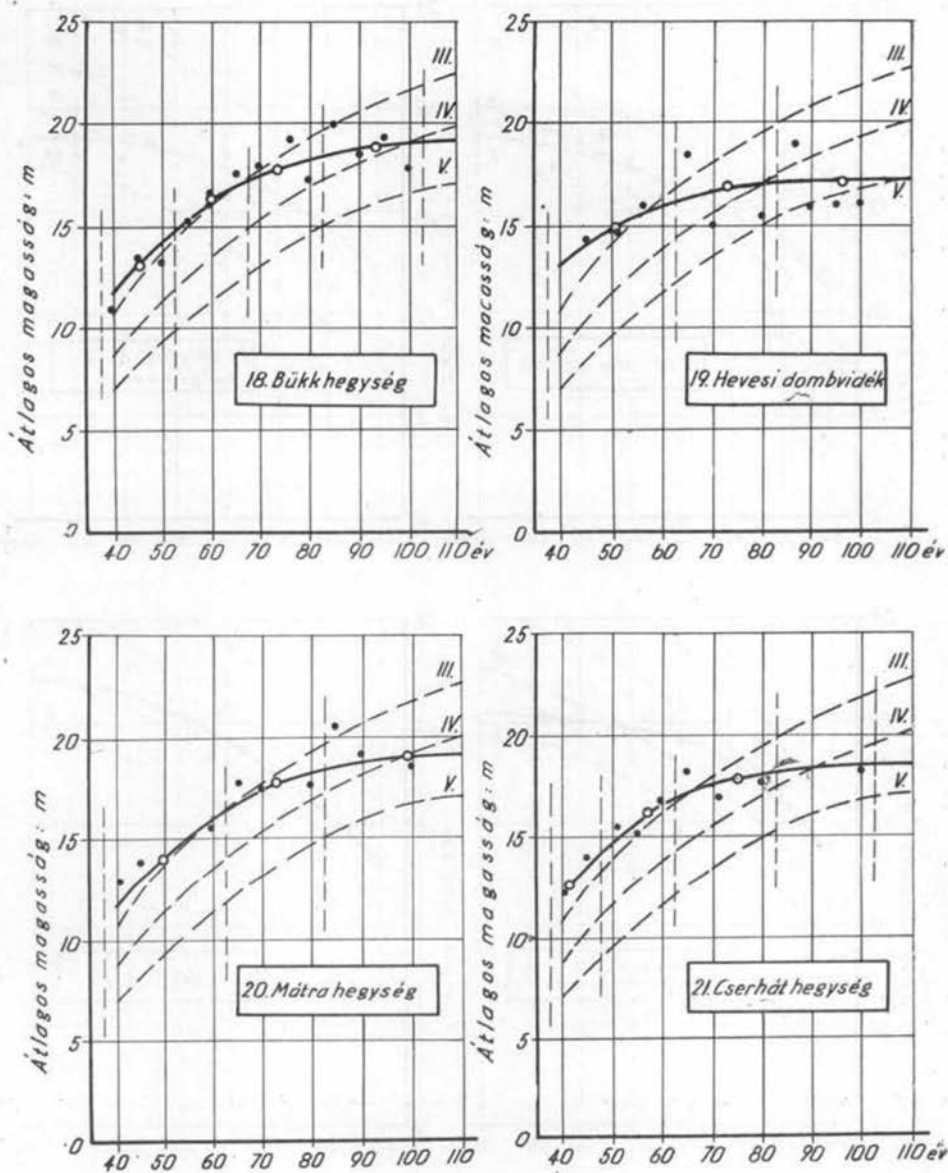 Átlagos magasság: m
25
20
15
10
5
0
III.
IV.
V.
18. Bükkhegység
40 50 60 70 80 90 100 110 év
Átlagos macassá: m
25
20
15
10
5
0
III.
IV.
V.
19. Hevesi dombvidék
40 50 60 70 80 90 100 110 év
Átlagos magasság: m
25
20
15
10
5
0
III.
IV.
V.
20. Mátra hegység
40 50 60 70 80 90 100 110
Átlagos magasság: m
25
20
15
10
5
0
III.
IV.
V.
21. Cserhát hegység
40 50 60 70 80 90 100 110 év